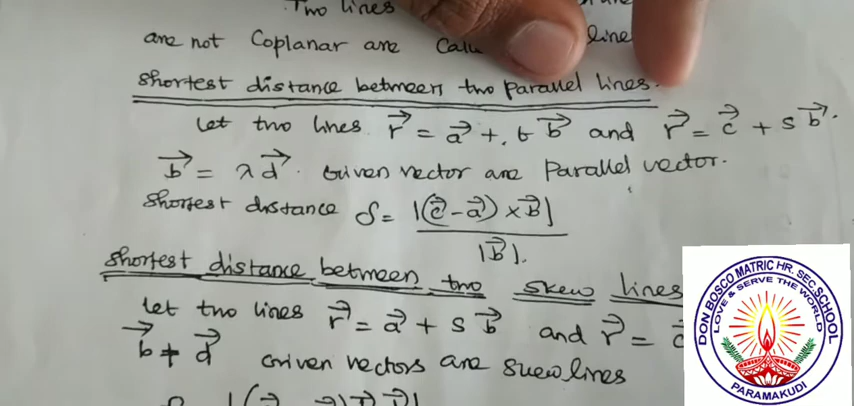 Two lines
are not Coplanar are line
Shortest distance between two parallel lines.
Let two lines r⃗ = a⃗ + t b⃗ and r⃗ = c⃗ + s b⃗.
b⃗ = λ d⃗. Given vector are Parallel vector.
Shortest distance δ = |(c⃗ - a⃗) × b⃗|
|b⃗|.
Shortest distance between two skew lines
Let two lines r⃗ = a⃗ + s b⃗ and r⃗ = c⃗
b⃗ ≠ d⃗ Given vectors are skew lines
DON BOSCO MATRIC HR. SEC. SCHOOL
LOVE & SERVE THE WORLD
PARAMAKUDI